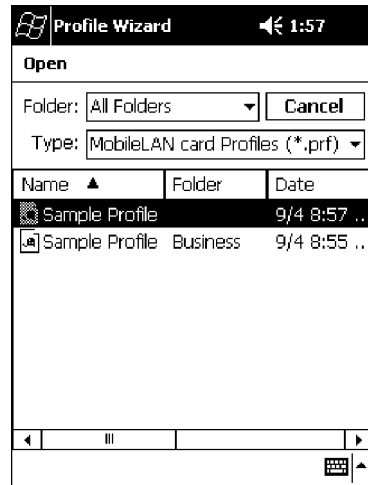 Profile Wizard 1:57
Open
Folder: All Folders Cancel
Type: MobileLAN card Profiles (*.prf)
Name Folder Date
Sample Profile 9/4 8:57 ..
Sample Profile Business 9/4 8:55 ..